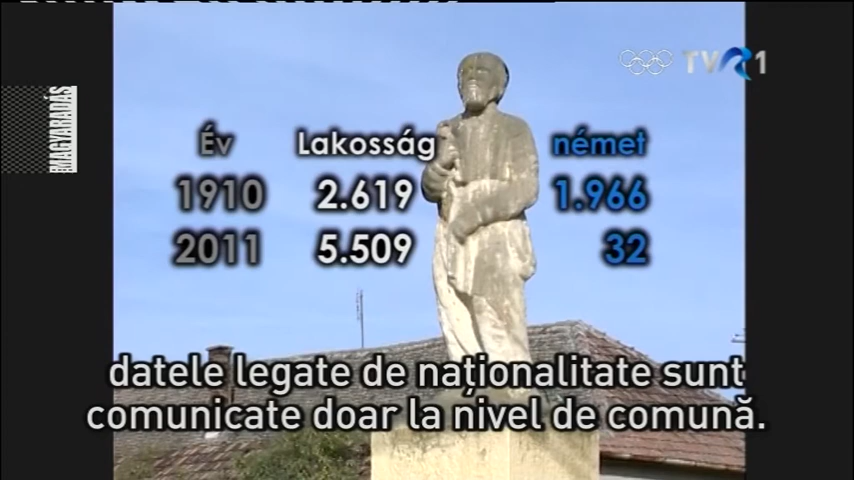 TVR1
MAGYARADÁS
Év Lakosság német
1910 2.619 1.966
2011 5.509 32
datele legate de naționalitate sunt
comunicate doar la nivel de comună.